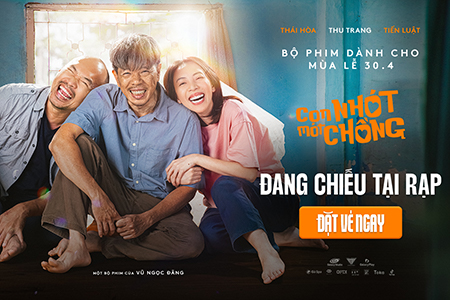 THÁI HÒA THU TRANG TIẾN LUẬT
BỘ PHIM DÀNH CHO
MÙA LỄ 30.4
CON NHÓT
MÓT CHỒNG
ĐANG CHIẾU TẠI RẠP
ĐẶT VÉ NGAY
MỘT BỘ PHIM CỦA VŨ NGỌC ĐÃNG